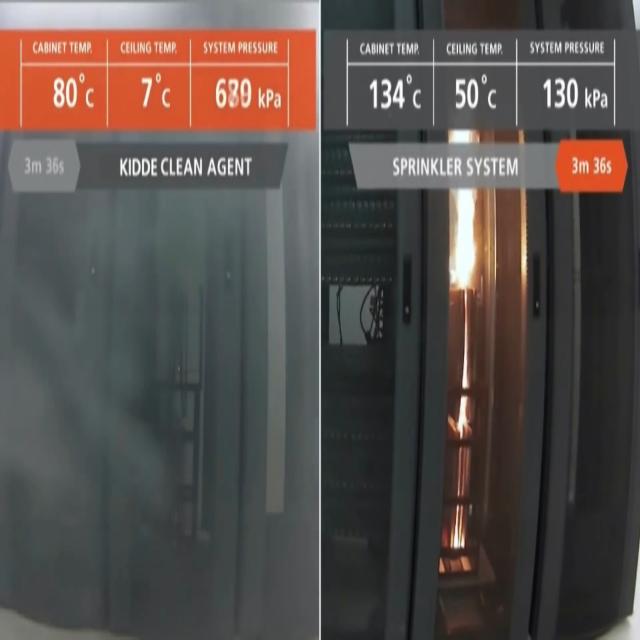 CABINET TEMP. CEILING TEMP. SYSTEM PRESSURE
80°C 7°C kPa
3m 36s KIDDE CLEAN AGENT
CABINET TEMP. CEILING TEMP. SYSTEM PRESSURE
134°C 50°C 130 kPa
SPRINKLER SYSTEM 3m 36s